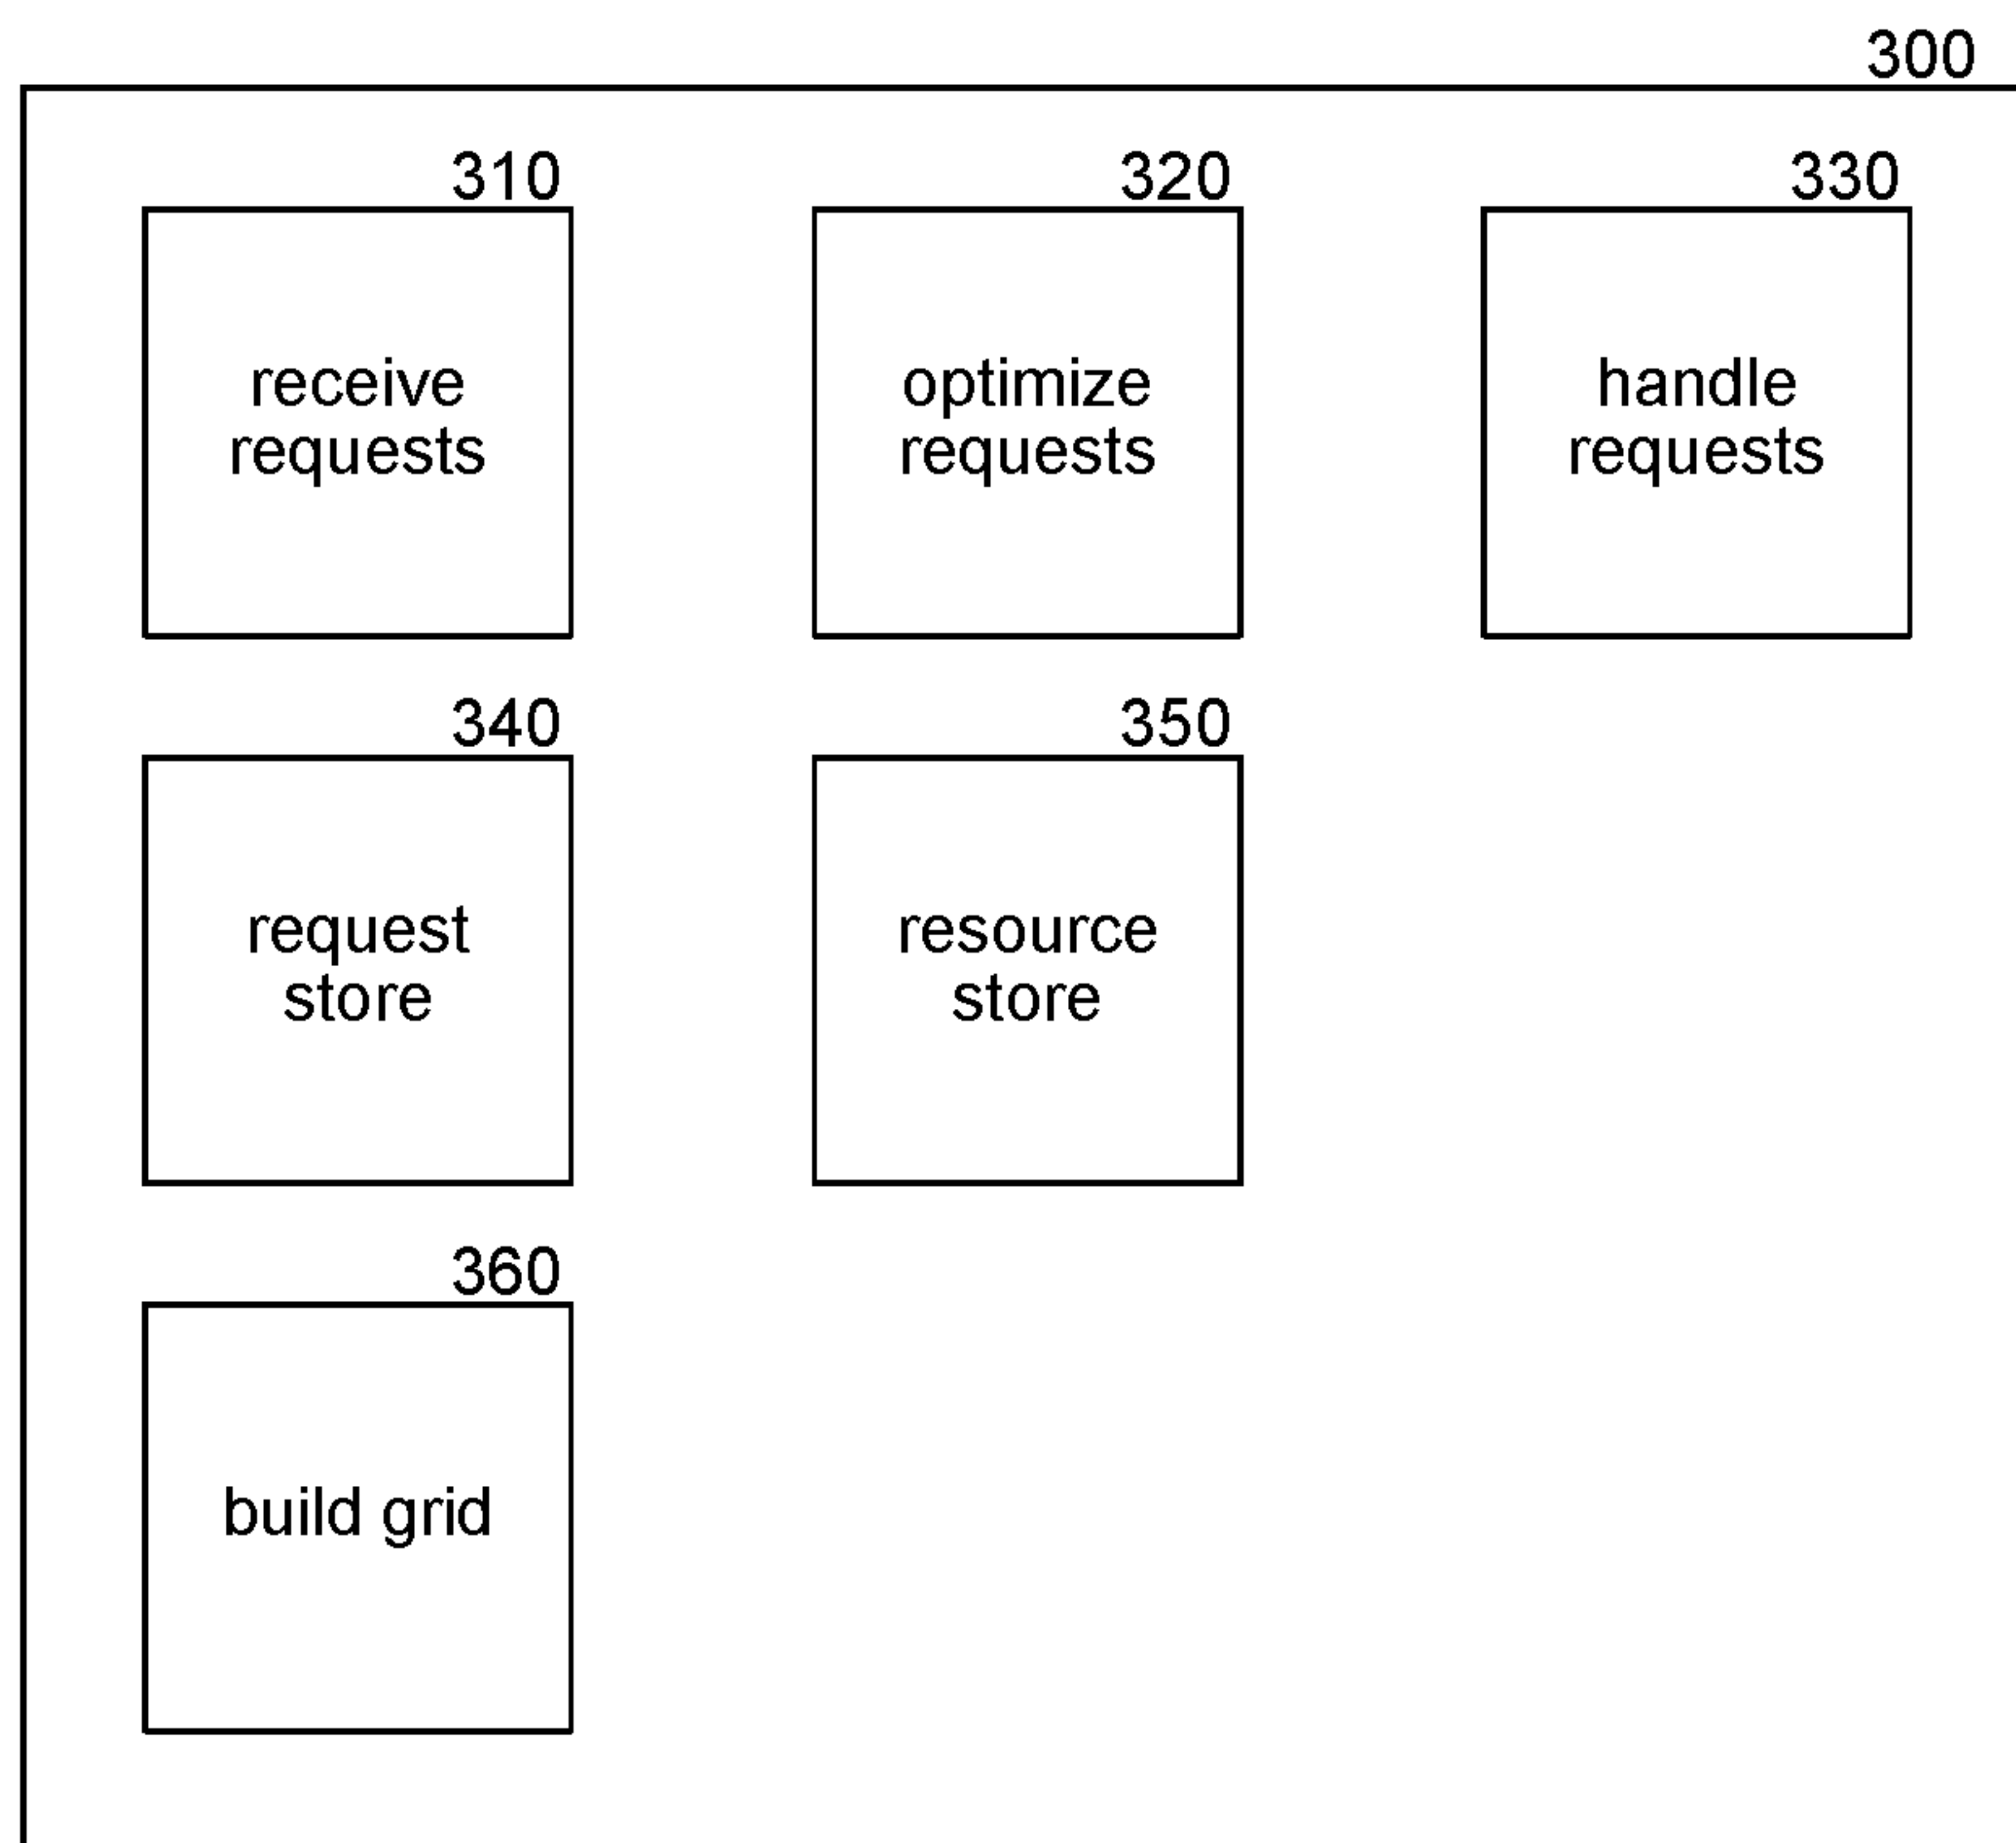 300
310
320
330
receive
requests
optimize
requests
handle
requests
340
350
request
store
resource
store
360
build grid